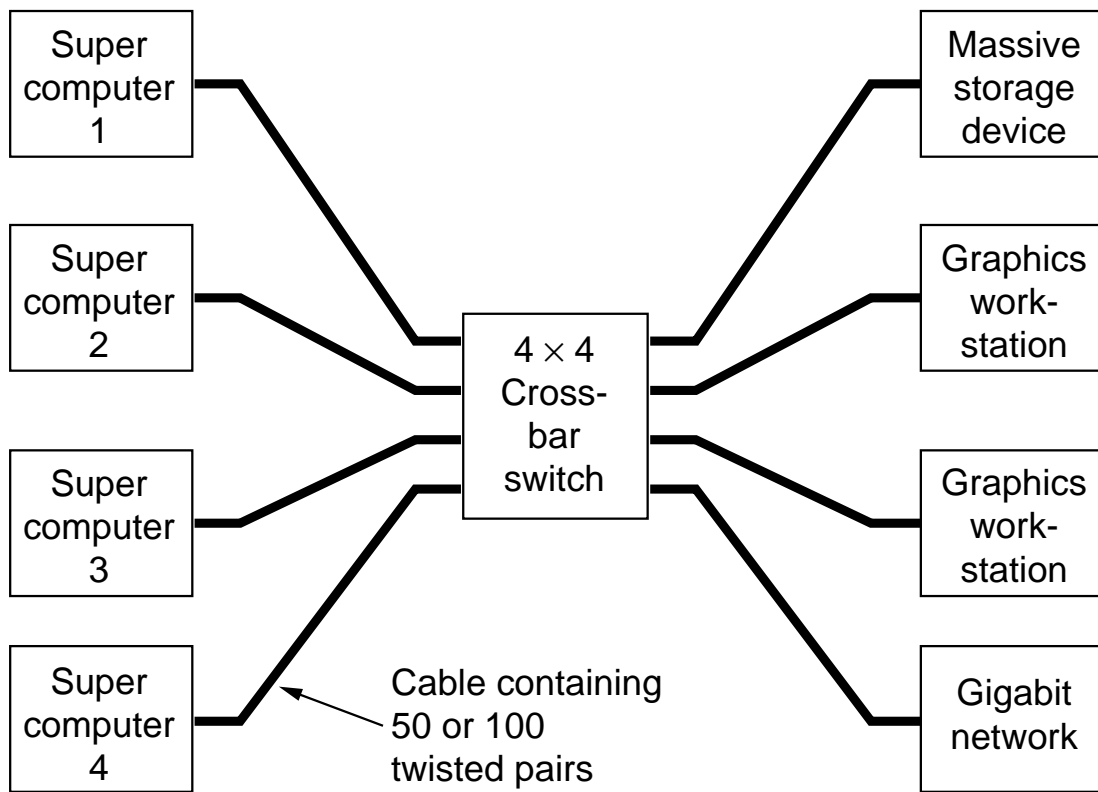 Super
computer
1
Super
computer
2
Super
computer
3
Super
computer
4
4 × 4
Cross-
bar
switch
Cable containing
50 or 100
twisted pairs
Massive
storage
device
Graphics
work-
station
Graphics
work-
station
Gigabit
network